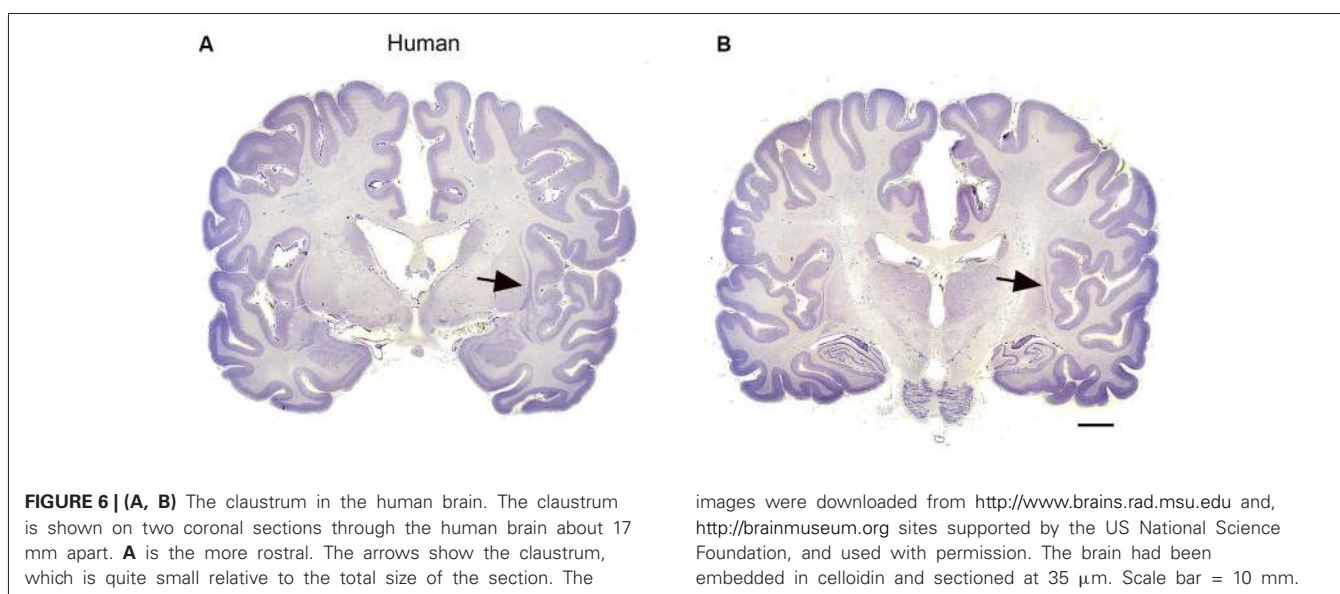 A Human B
FIGURE 6 | (A, B) The claustrum in the human brain. The claustrum
is shown on two coronal sections through the human brain about 17
mm apart. A is the more rostral. The arrows show the claustrum,
which is quite small relative to the total size of the section. The
images were downloaded from http://www.brains.rad.msu.edu and,
http://brainmuseum.org sites supported by the US National Science
Foundation, and used with permission. The brain had been
embedded in celloidin and sectioned at 35 μm. Scale bar = 10 mm.